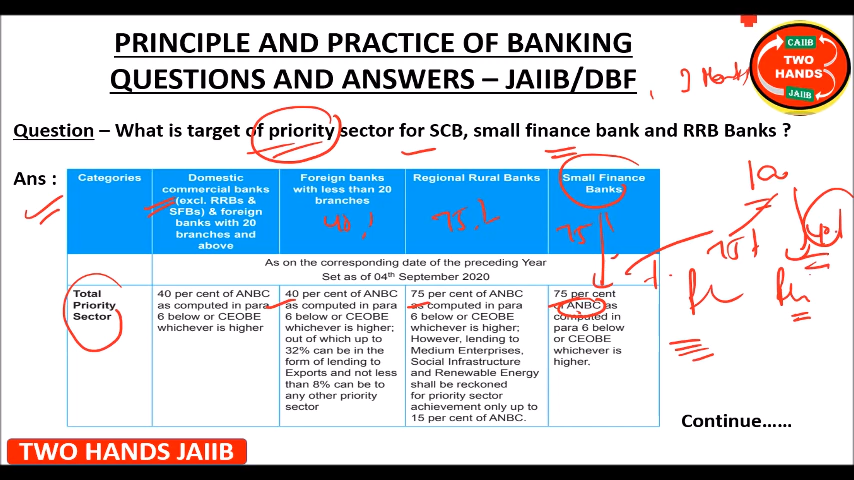 PRINCIPLE AND PRACTICE OF BANKING
QUESTIONS AND ANSWERS – JAIIB/DBF
CAIIB
TWO
HANDS
JAIIB
Question – What is target of priority sector for SCB, small finance bank and RRB Banks ?
Ans :
Categories
Domestic
commercial banks
(excl. RRBs &
SFBs) & foreign
banks with 20
branches and
above
Foreign banks
with less than 20
branches
40%
Regional Rural Banks
75%
Small Finance
Banks
75
100
75%
40%
As on the corresponding date of the preceding Year
Set as of 04th September 2020
Total
Priority
Sector
40 per cent of ANBC
as computed in para
6 below or CEOBE
whichever is higher
40 per cent of ANBC
as computed in para
6 below or CEOBE
whichever is higher;
out of which up to
32% can be in the
form of lending to
Exports and not less
than 8% can be to
any other priority
sector
75 per cent of ANBC
as computed in para
6 below or CEOBE
whichever is higher;
However, lending to
Medium Enterprises,
Social Infrastructure
and Renewable Energy
shall be reckoned
for priority sector
achievement only up to
15 per cent of ANBC.
75 per cent
of ANBC as
computed in
para 6 below
or CEOBE
whichever is
higher.
Continue……
TWO HANDS JAIIB